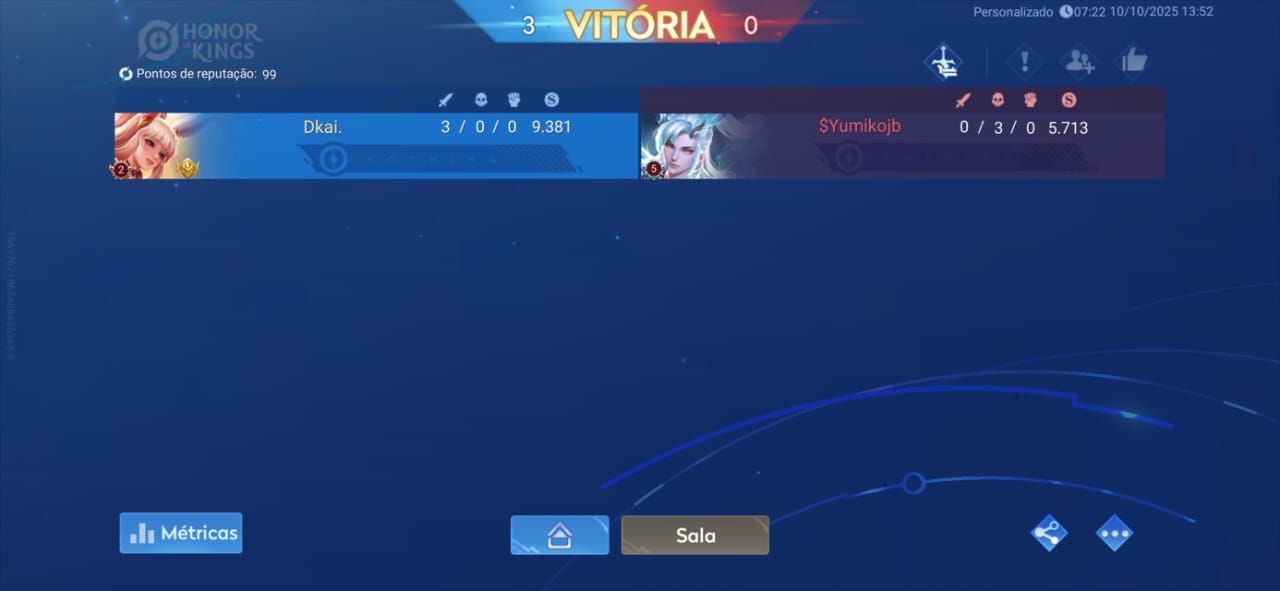 3 VITÓRIA 0
Personalizado 07:22 10/10/2025 13:52
HONOR
OF KINGS
Pontos de reputação: 99
Dkai. 3 / 0 / 0 9.381
$Yumikojb 0 / 3 / 0 5.713
NOTHING
2
5
Métricas
Sala